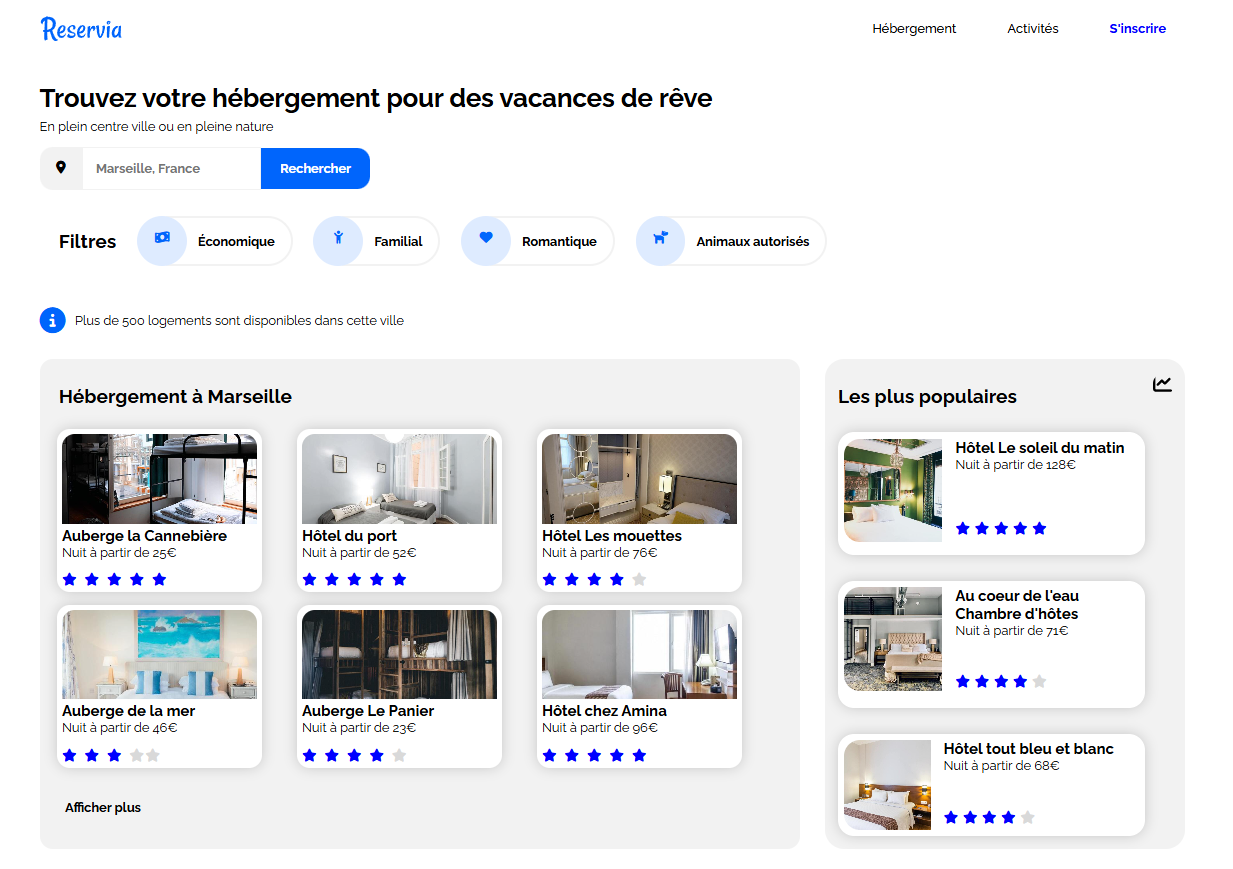 Reservia
Hébergement
Activités
S'inscrire
Trouvez votre hébergement pour des vacances de rêve
En plein centre ville ou en pleine nature
Marseille, France
Rechercher
Filtres
Économique
Familial
Romantique
Animaux autorisés
Plus de 500 logements sont disponibles dans cette ville
Hébergement à Marseille
Auberge la Cannebière
Nuit à partir de 25€
Hôtel du port
Nuit à partir de 52€
Hôtel Les mouettes
Nuit à partir de 76€
Auberge de la mer
Nuit à partir de 46€
Auberge Le Panier
Nuit à partir de 23€
Hôtel chez Amina
Nuit à partir de 96€
Afficher plus
Les plus populaires
Hôtel Le soleil du matin
Nuit à partir de 128€
Au coeur de l'eau
Chambre d'hôtes
Nuit à partir de 71€
Hôtel tout bleu et blanc
Nuit à partir de 68€